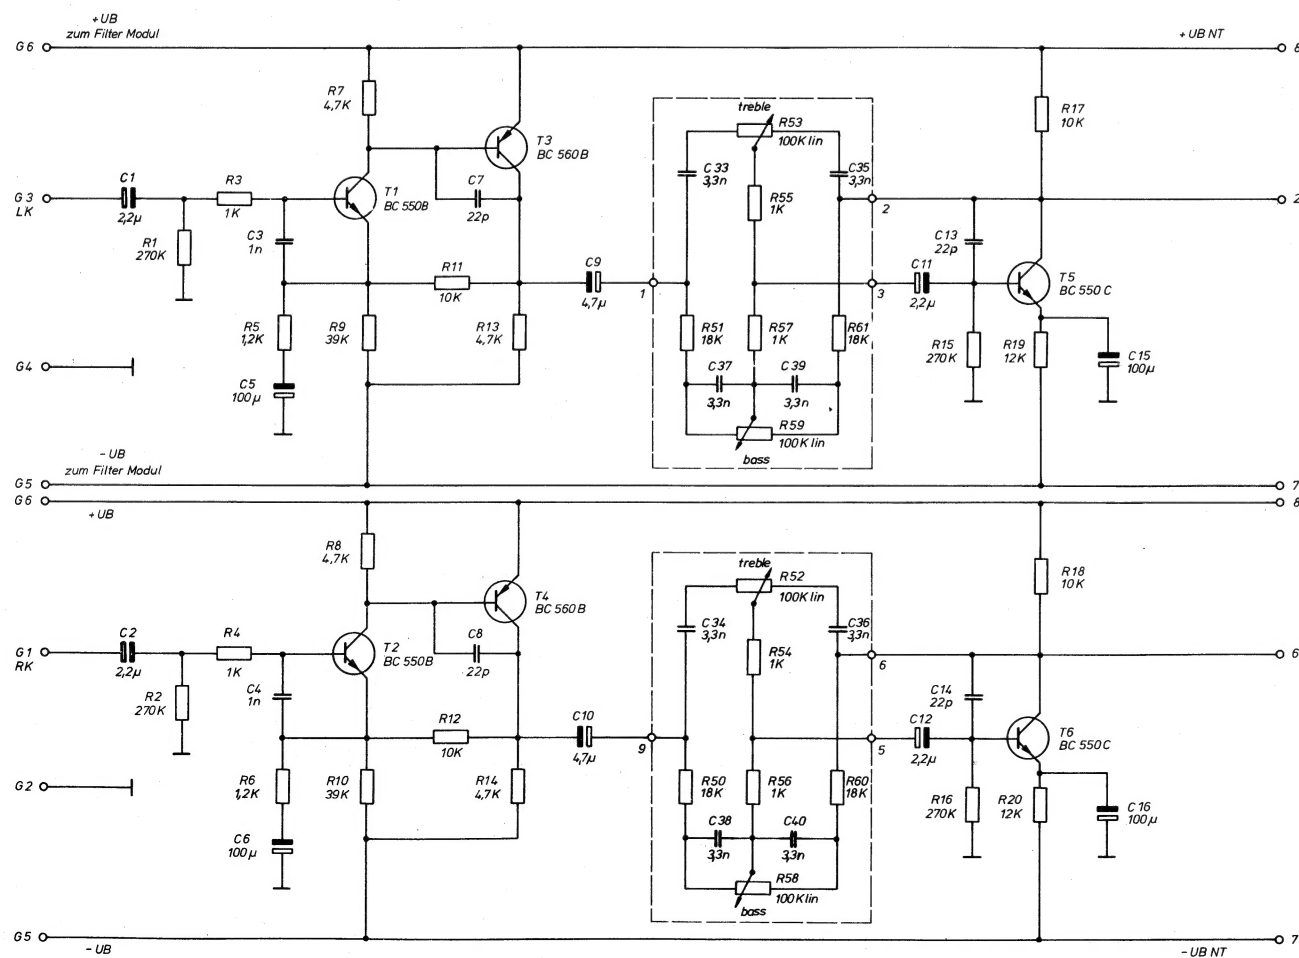 +UB
zum Filter Modul
G6
+UB NT
8
R7
4,7K
treble
R53
100K lin
R17
10K
T3
BC 560B
C33
3,3n
C35
3,3n
C1
2,2µ
R3
1K
T1
BC 550B
C7
22p
R55
1K
G3
LK
2
2
R1
270K
C3
1n
R11
10K
C9
4,7µ
C13
22p
C11
2,2µ
T5
BC 550C
1
3
R5
1,2K
R9
39K
R13
4,7K
R51
18K
R57
1K
R61
18K
R15
270K
R19
12K
C15
100µ
G4
C5
100µ
C37
3,3n
C39
3,3n
R59
100K lin
bass
-UB
zum Filter Modul
G5
7
G6
8
+UB
R8
4,7K
treble
R52
100K lin
R18
10K
T4
BC 560B
C34
3,3n
C36
3,3n
C2
2,2µ
R4
1K
T2
BC 550B
C8
22p
R54
1K
G1
RK
6
6
R2
270K
C4
1n
R12
10K
C10
4,7µ
C14
22p
C12
2,2µ
T6
BC 550C
9
5
R6
1,2K
R10
39K
R14
4,7K
R50
18K
R56
1K
R60
18K
R16
270K
R20
12K
C16
100µ
G2
C6
100µ
C38
3,3n
C40
3,3n
R58
100K lin
bass
G5
-UB
-UB NT
7